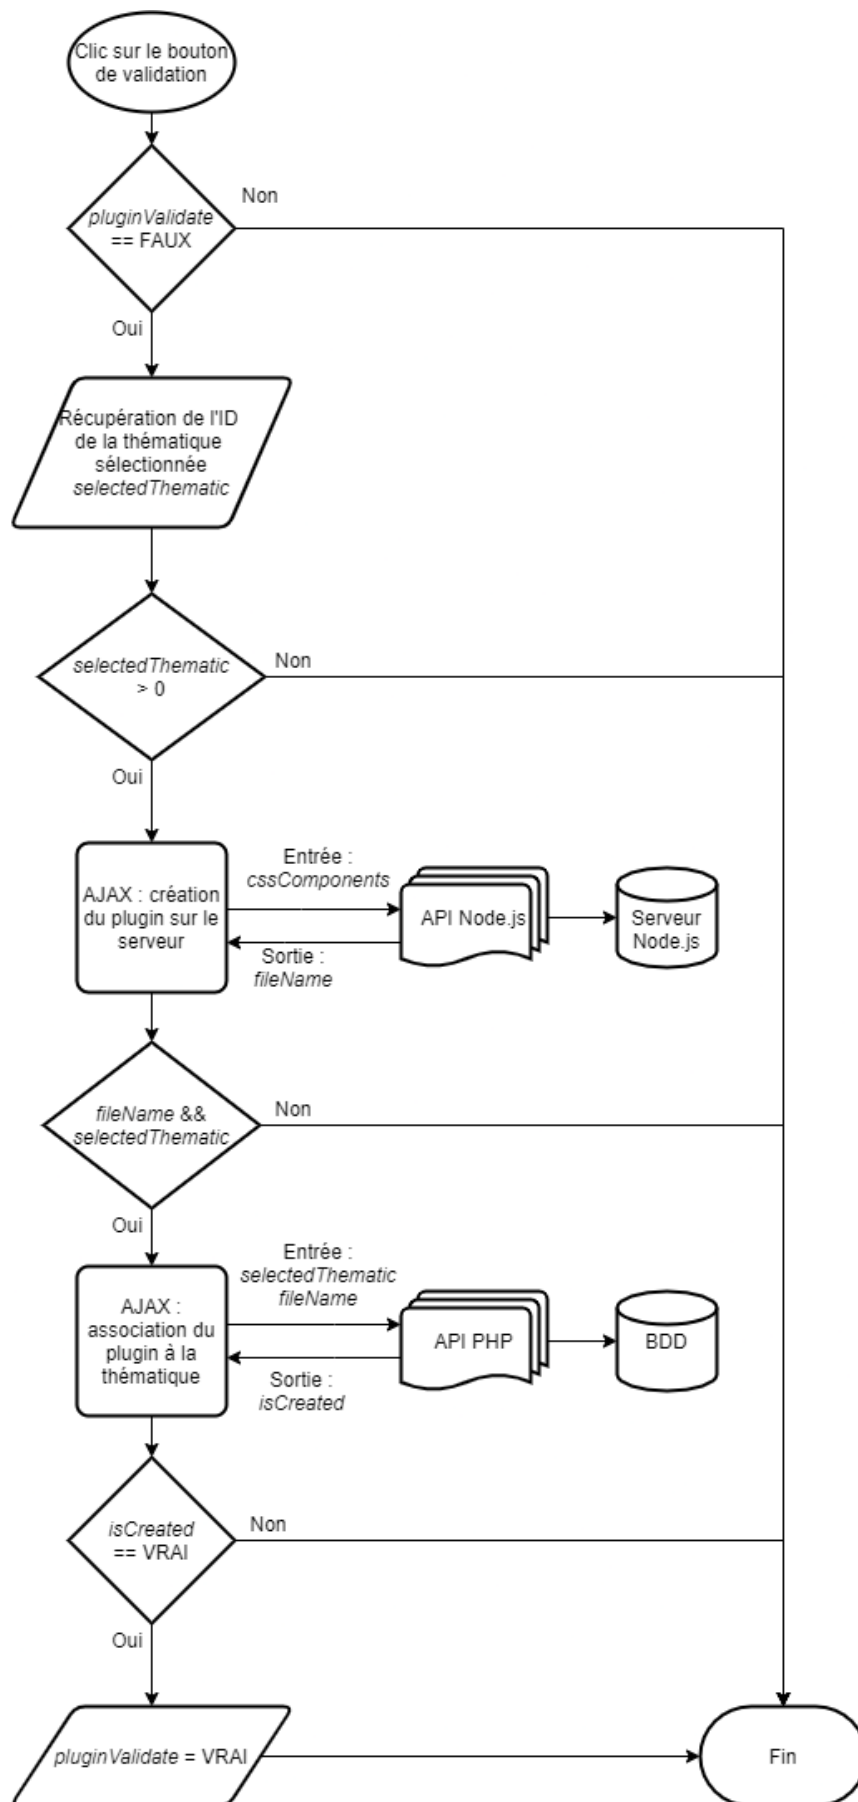 Clic sur le bouton
de validation
pluginValidate
== FAUX
Non
Oui
Récupération de l'ID
de la thématique
sélectionnée
selectedThematic
selectedThematic
> 0
Non
Oui
AJAX : création
du plugin sur le
serveur
Entrée :
cssComponents
Sortie :
fileName
API Node.js
Serveur
Node.js
fileName &&
selectedThematic
Non
Oui
AJAX :
association du
plugin à la
thématique
Entrée :
selectedThematic
fileName
Sortie :
isCreated
API PHP
BDD
isCreated
== VRAI
Non
Oui
pluginValidate = VRAI
Fin